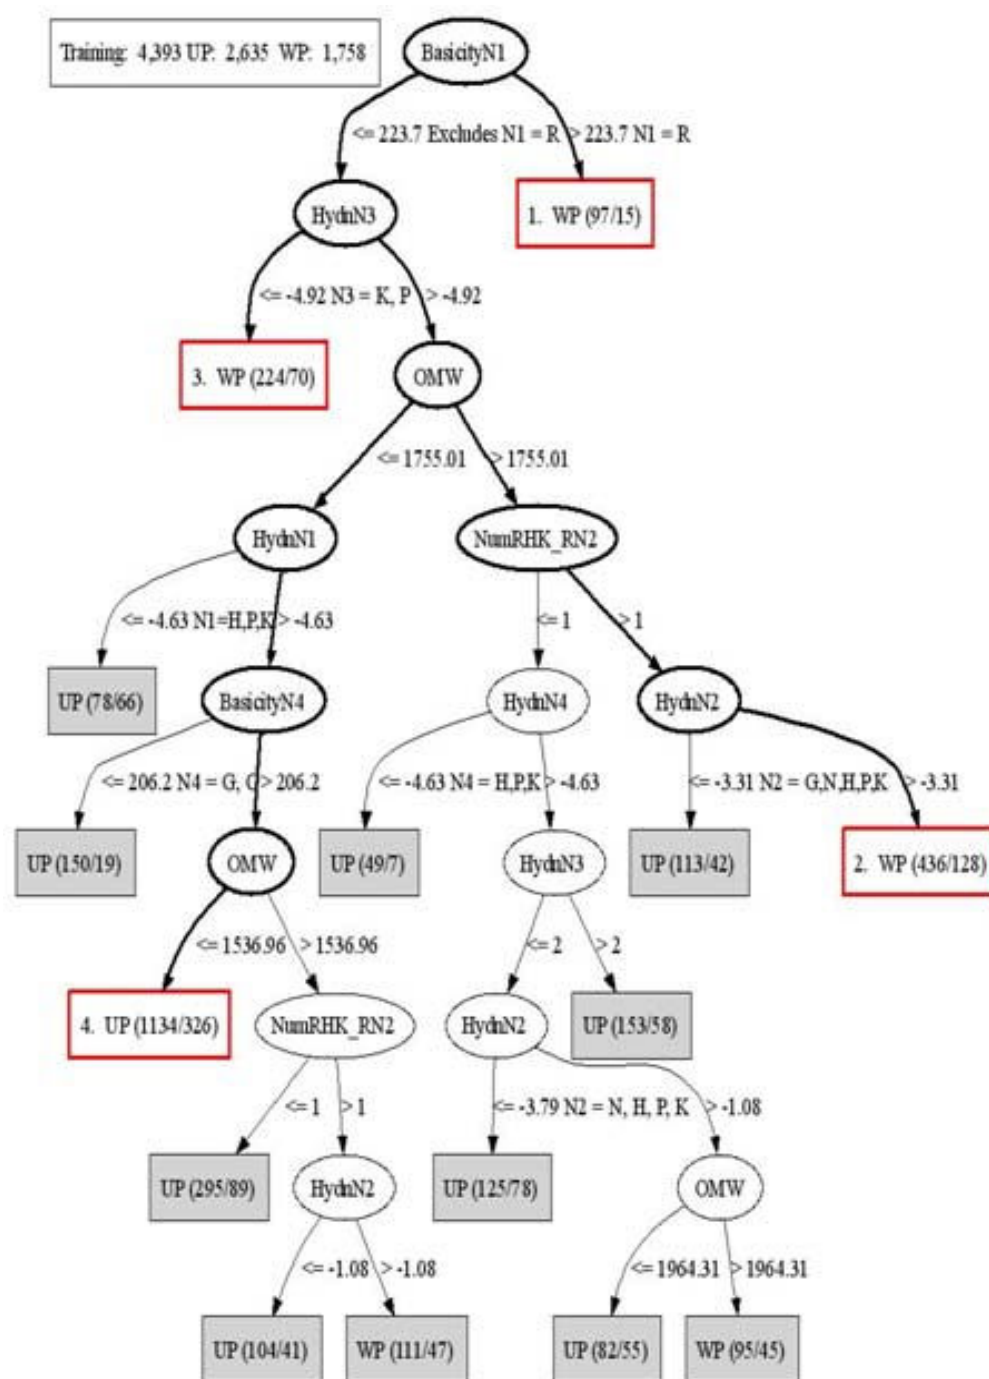 Training: 4,393 UP: 2,635 WP: 1,758
BasicityN1
<= 223.7 Excludes N1 = R
> 223.7 N1 = R
HydnN3
1. WP (97/15)
<= -4.92 N3 = K, P
> -4.92
3. WP (224/70)
OMW
<= 1755.01
> 1755.01
HydnN1
NumRHK_RN2
<= -4.63 N1=H,P,K
> -4.63
<= 1
> 1
UP (78/66)
BasicityN4
HydnN4
HydnN2
<= 206.2 N4 = G,
> 206.2
<= -4.63 N4 = H,P,K
> -4.63
<= -3.31 N2 = G,N,H,P,K
> -3.31
UP (150/19)
OMW
UP (49/7)
HydnN3
UP (113/42)
2. WP (436/128)
<= 1536.96
> 1536.96
<= 2
> 2
4. UP (1134/326)
NumRHK_RN2
HydnN2
UP (153/58)
<= 1
> 1
<= -3.79 N2 = N, H, P, K
> -1.08
UP (295/89)
HydnN2
UP (125/78)
OMW
<= -1.08
> -1.08
<= 1964.31
> 1964.31
UP (104/41)
WP (111/47)
UP (82/55)
WP (95/45)